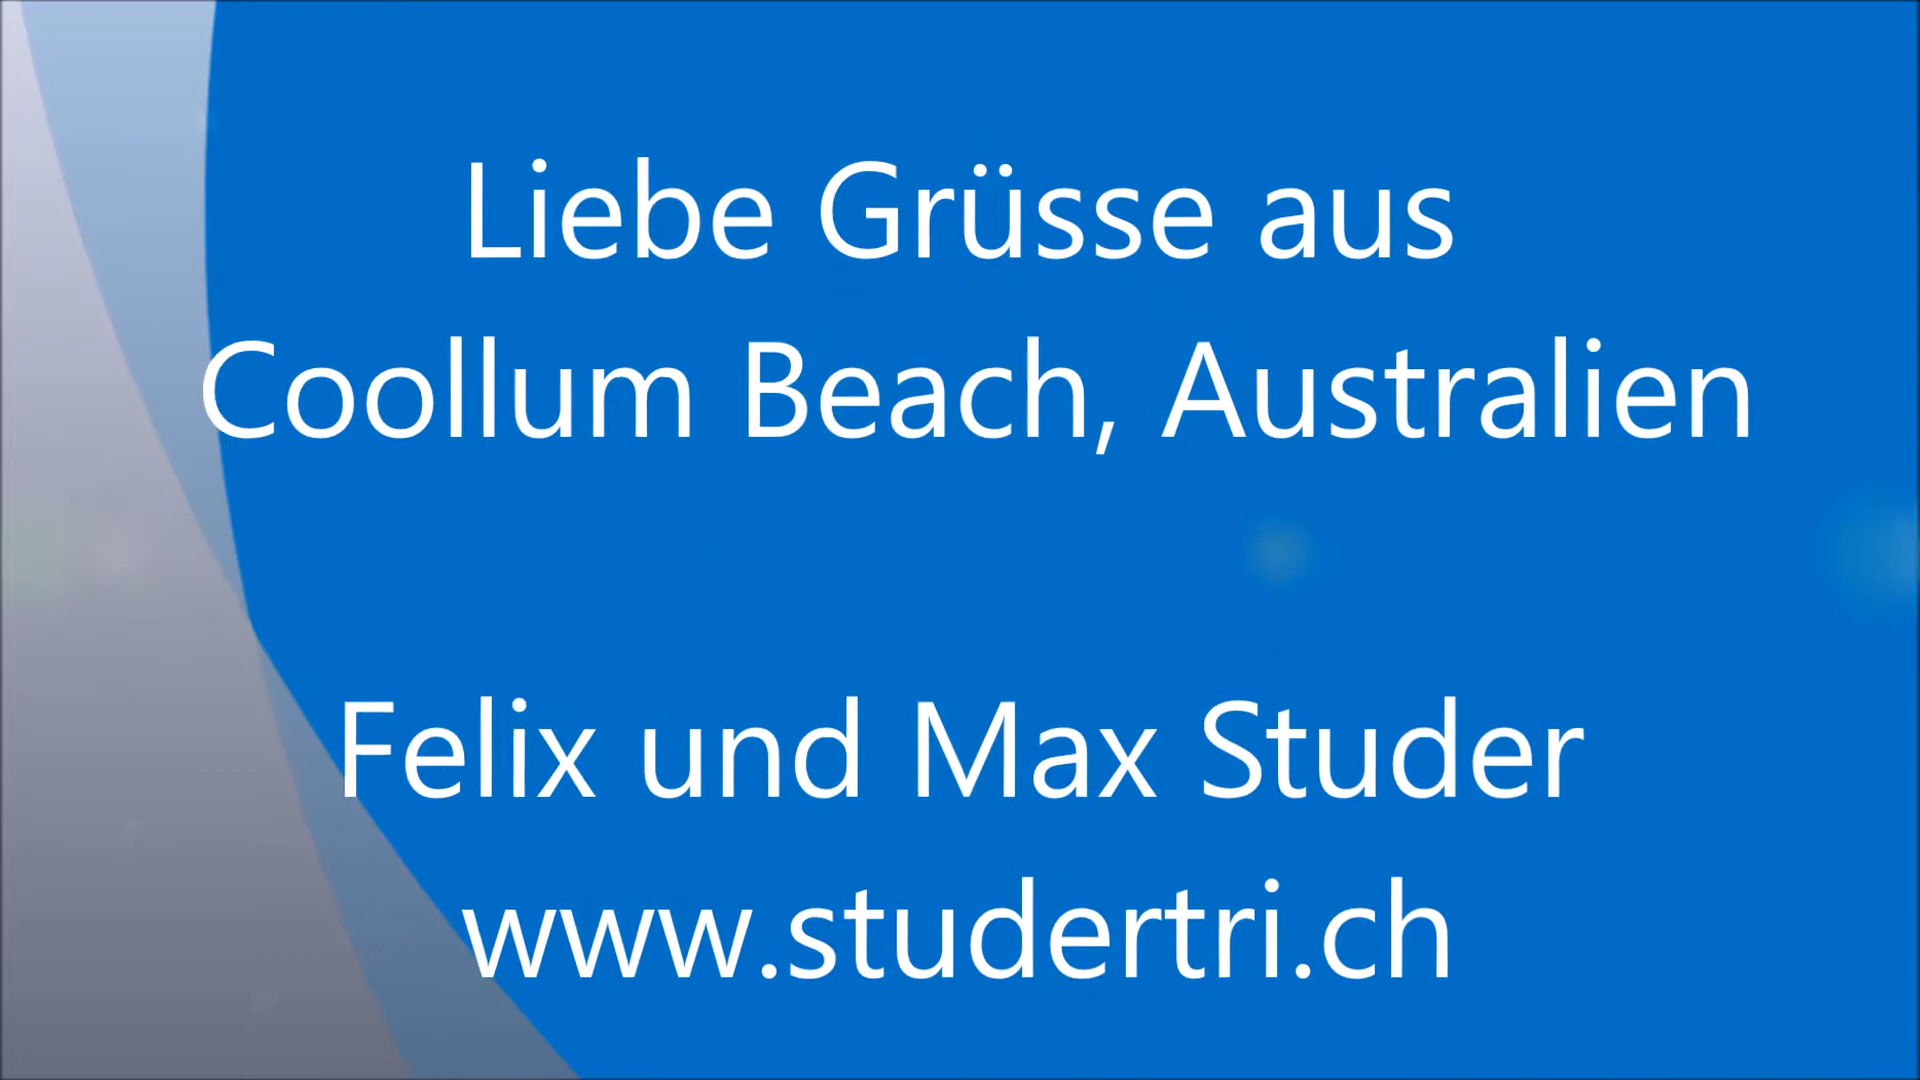 Liebe Grüsse aus
Coollum Beach, Australien
Felix und Max Studer
www.studertri.ch